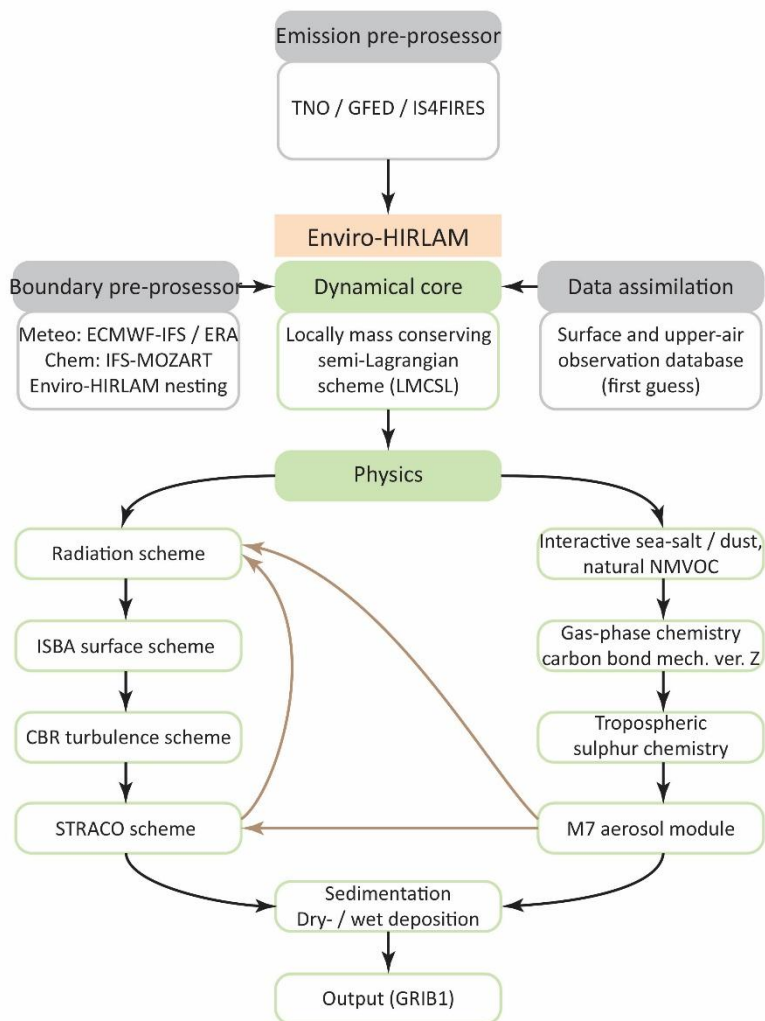 Emission pre-prosessor
TNO / GFED / IS4FIRES
Enviro-HIRLAM
Boundary pre-prosessor
Meteo: ECMWF-IFS / ERA
Chem: IFS-MOZART
Enviro-HIRLAM nesting
Dynamical core
Locally mass conserving
semi-Lagrangian
scheme (LMCSL)
Data assimilation
Surface and upper-air
observation database
(first guess)
Physics
Radiation scheme
ISBA surface scheme
CBR turbulence scheme
STRACO scheme
Interactive sea-salt / dust,
natural NMVOC
Gas-phase chemistry
carbon bond mech. ver. Z
Tropospheric
sulphur chemistry
M7 aerosol module
Sedimentation
Dry- / wet deposition
Output (GRIB1)